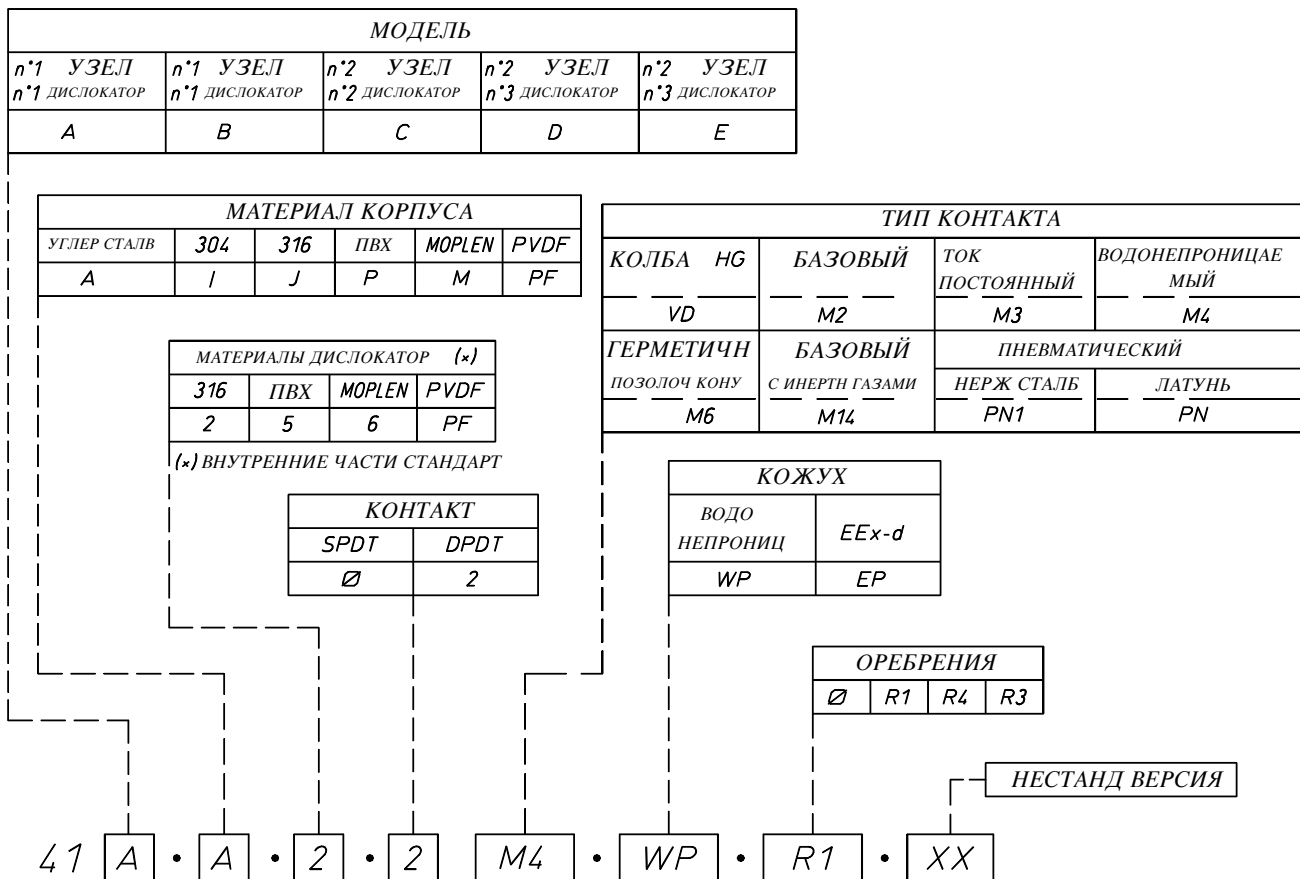 МОДЕЛЬ
n°1 УЗЕЛ n°1 УЗЕЛ n°2 УЗЕЛ n°2 УЗЕЛ n°2 УЗЕЛ
n°1 ДИСЛОКАТОР n°1 ДИСЛОКАТОР n°2 ДИСЛОКАТОР n°3 ДИСЛОКАТОР n°3 ДИСЛОКАТОР
A B C D E
МАТЕРИАЛ КОРПУСА
УГЛЕР СТАЛВ 304 316 ПВХ MOPLEN PVDF
A I J P M PF
ТИП КОНТАКТА
КОЛБА HG БАЗОВЫЙ ТОК ВОДОНЕПРОНИЦАЕ
ПОСТОЯННЫЙ МЫЙ
VD M2 M3 M4
ГЕРМЕТИЧН БАЗОВЫЙ ПНЕВМАТИЧЕСКИЙ
ПОЗОЛОЧ КОНУ С ИНЕРТН ГАЗАМИ НЕРЖ СТАЛБ ЛАТУНЬ
M6 M14 PN1 PN
МАТЕРИАЛЫ ДИСЛОКАТОР (×)
316 ПВХ MOPLEN PVDF
2 5 6 PF
(×) ВНУТРЕННИЕ ЧАСТИ СТАНДАРТ
КОНТАКТ
SPDT DPDT
Ø 2
КОЖУХ
ВОДО EEx-d
НЕПРОНИЦ
WP EP
ОРЕБРЕНИЯ
Ø R1 R4 R3
НЕСТАНД ВЕРСИЯ
41 A • A • 2 • 2 M4 • WP • R1 • XX